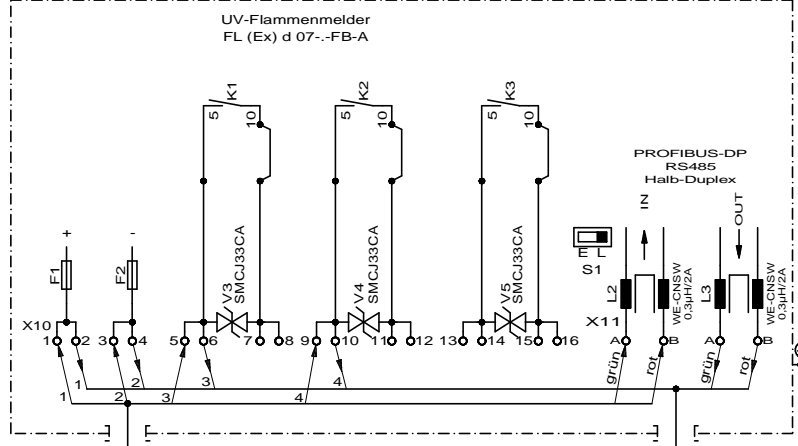 UV-Flammenmelder
FL (Ex) d 07-.-FB-A
K1
5
10
K2
5
10
K3
5
10
PROFIBUS-DP
RS485
Halb-Duplex
IN
OUT
+
-
F1
F2
V3
SMCJ33CA
V4
SMCJ33CA
V5
SMCJ33CA
E L
S1
L2
WE-CNSW
0,3µH/2A
L3
WE-CNSW
0,3µH/2A
X10
1 2 3 4 5 6 7 8 9 10 11 12 13 14 15 16
X11
A B A B
grün
rot
grün
rot
1 2 3 4
1 2 3 4